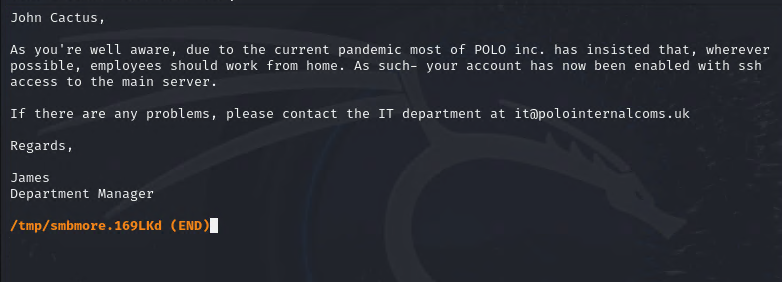 John Cactus,
As you're well aware, due to the current pandemic most of POLO inc. has insisted that, wherever
possible, employees should work from home. As such- your account has now been enabled with ssh
access to the main server.
If there are any problems, please contact the IT department at it@polointernalcoms.uk
Regards,
James
Department Manager
/tmp/smbmore.169LKd (END)